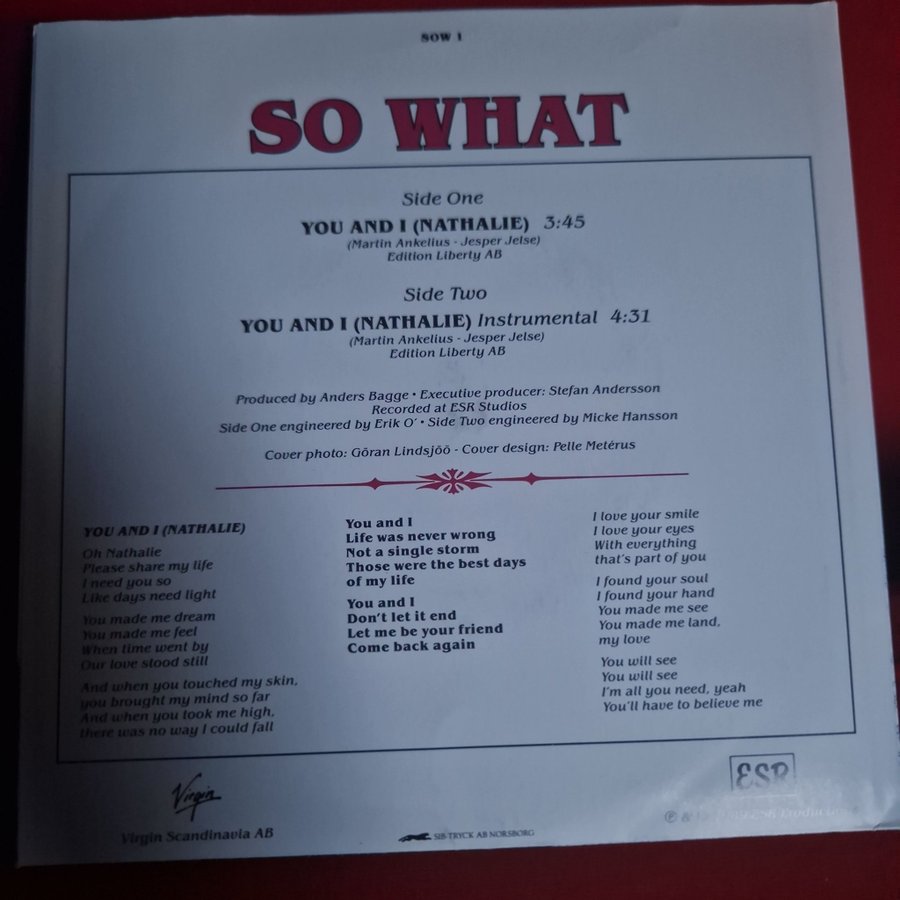 SOW 1
SO WHAT
Side One
YOU AND I (NATHALIE) 3:45
(Martin Ankelius - Jesper Jelse)
Edition Liberty AB
Side Two
YOU AND I (NATHALIE) Instrumental 4:31
(Martin Ankelius - Jesper Jelse)
Edition Liberty AB
Produced by Anders Bagge • Executive producer: Stefan Andersson
Recorded at ESR Studios
Side One engineered by Erik O' • Side Two engineered by Micke Hansson
Cover photo: Göran Lindsjöö - Cover design: Pelle Metérus
YOU AND I (NATHALIE)
Oh Nathalie
Please share my life
I need you so
Like days need light
You made me dream
You made me feel
When time went by
Our love stood still
And when you touched my skin,
you brought my mind so far
And when you took me high,
there was no way I could fall
You and I
Life was never wrong
Not a single storm
Those were the best days
of my life
You and I
Don't let it end
Let me be your friend
Come back again
I love your smile
I love your eyes
With everything
that's part of you
I found your soul
I found your hand
You made me see
You made me land,
my love
You will see
You will see
I'm all you need, yeah
You'll have to believe me
Virgin
Virgin Scandinavia AB
SIB-TRYCK AB NORSBORG
ESR
℗ &